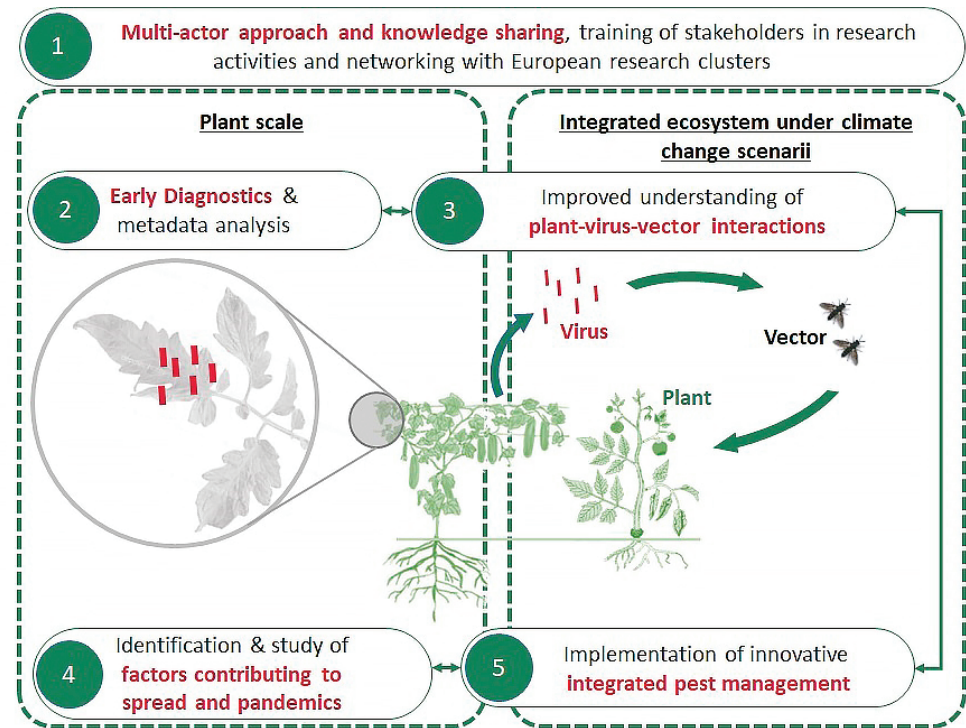 1
Multi-actor approach and knowledge sharing, training of stakeholders in research
activities and networking with European research clusters
Plant scale
Integrated ecosystem under climate
change scenarii
2
Early Diagnostics &
metadata analysis
3
Improved understanding of
plant-virus-vector interactions
Virus
Vector
Plant
4
Identification & study of
factors contributing to
spread and pandemics
5
Implementation of innovative
integrated pest management